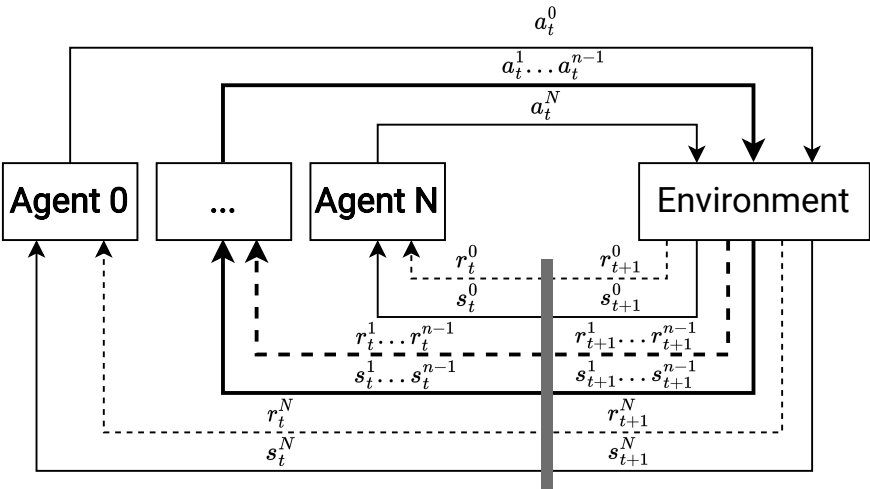 a_t^0
a_t^1 ... a_t^{n-1}
a_t^N
Agent 0
...
Agent N
Environment
r_t^0 r_{t+1}^0
s_t^0 s_{t+1}^0
r_t^1 ... r_t^{n-1} r_{t+1}^1 ... r_{t+1}^{n-1}
s_t^1 ... s_t^{n-1} s_{t+1}^1 ... s_{t+1}^{n-1}
r_t^N r_{t+1}^N
s_t^N s_{t+1}^N